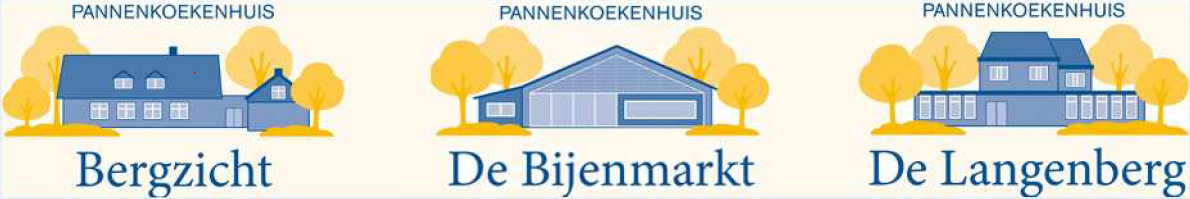 PANNENKOEKENHUIS
Bergzicht
PANNENKOEKENHUIS
De Bijenmarkt
PANNENKOEKENHUIS
De Langenberg